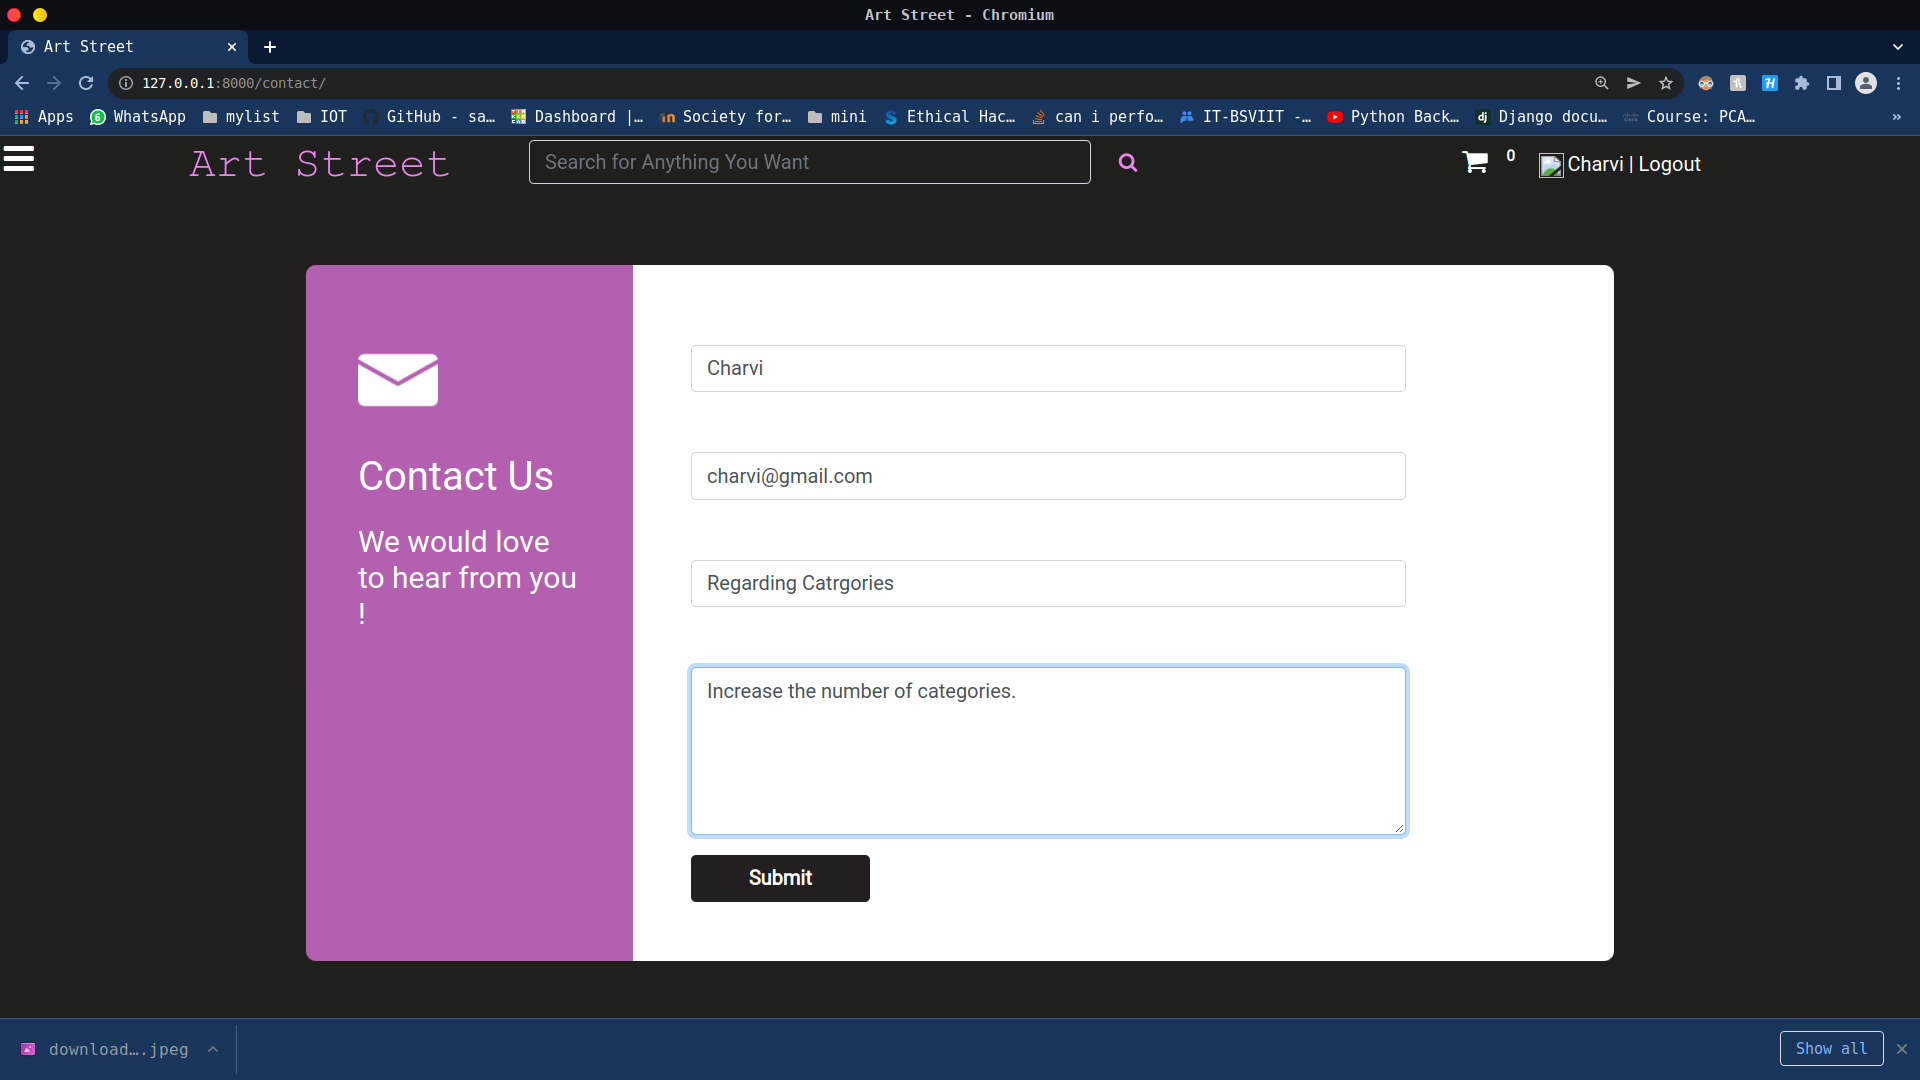 Art Street - Chromium
Art Street
127.0.0.1:8000/contact/
Apps WhatsApp mylist IOT GitHub - sa… Dashboard |… Society for… mini Ethical Hac… can i perfo… IT-BSVIIT -… Python Back… Django docu… Course: PCA… »
Art Street Search for Anything You Want 0 Charvi | Logout
Contact Us
We would love
to hear from you
!
Charvi
charvi@gmail.com
Regarding Catrgories
Increase the number of categories.
Submit
download….jpeg Show all